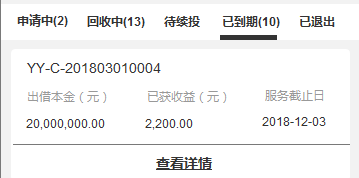 申请中(2) 回收中(13) 待续投 已到期(10) 已退出
YY-C-201803010004
出借本金（元） 已获收益（元） 服务截止日
20,000,000.00 2,200.00 2018-12-03
查看详情